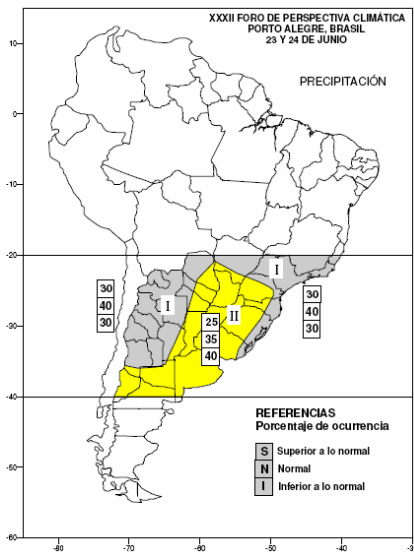 XXXII FORO DE PERSPECTIVA CLIMÁTICA
PORTO ALEGRE, BRASIL
23 Y 24 DE JUNIO
PRECIPITACIÓN
10
0
-10
-20
-30
-40
-50
-60
I
I
II
30
40
30
25
35
40
30
40
30
REFERENCIAS
Porcentaje de ocurrencia
S Superior a lo normal
N Normal
I Inferior a lo normal
-80 -70 -60 -50 -40 -3